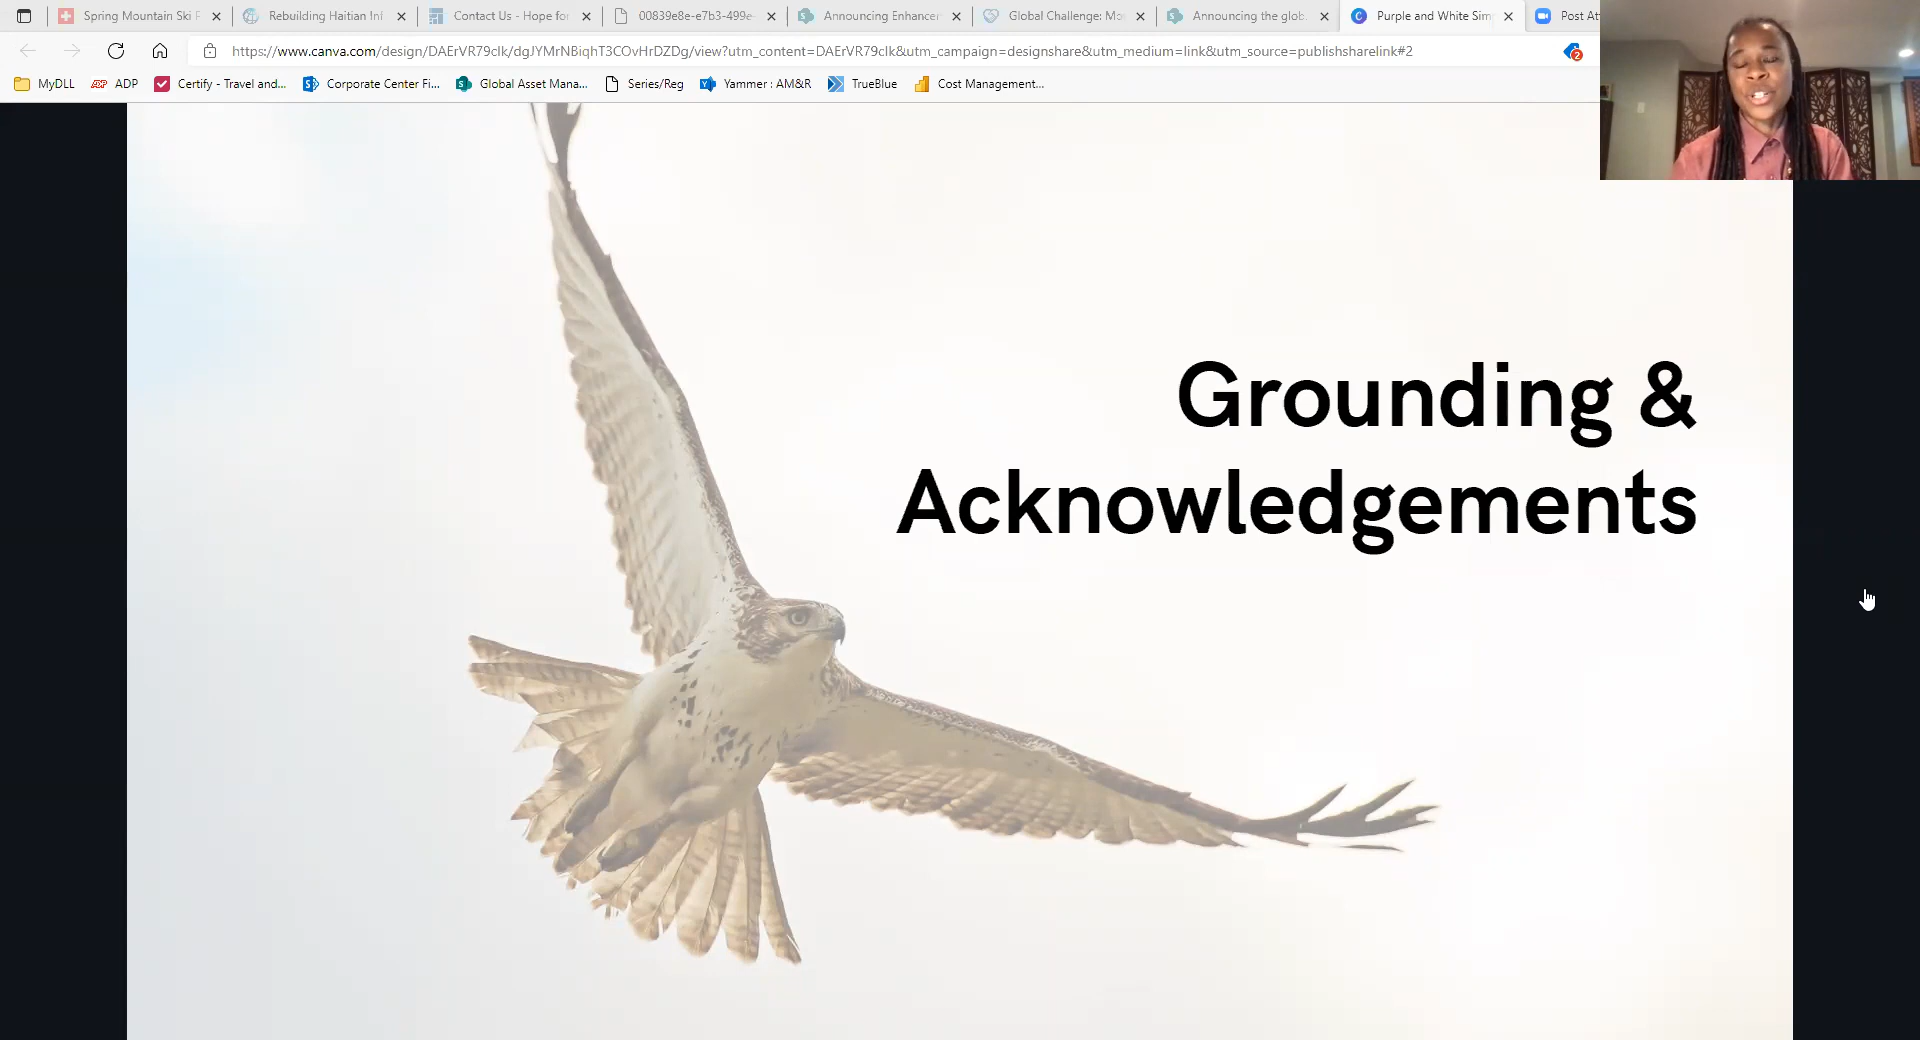 Spring Mountain Ski
Rebuilding Haitian Inf
Contact Us - Hope for
00839e8e-e7b3-499e-
Announcing Enhancer
Global Challenge: Mo
Announcing the glob
Purple and White Sim
Post At
https://www.canva.com/design/DAErVR79clk/dgJYMrNBiqhT3COvHrDZDg/view?utm_content=DAErVR79clk&utm_campaign=designshare&utm_medium=link&utm_source=publishsharelink#2
2
MyDLL
ADP
Certify - Travel and...
Corporate Center Fi...
Global Asset Mana...
Series/Reg
Yammer : AM&R
TrueBlue
Cost Management...
Grounding &
Acknowledgements